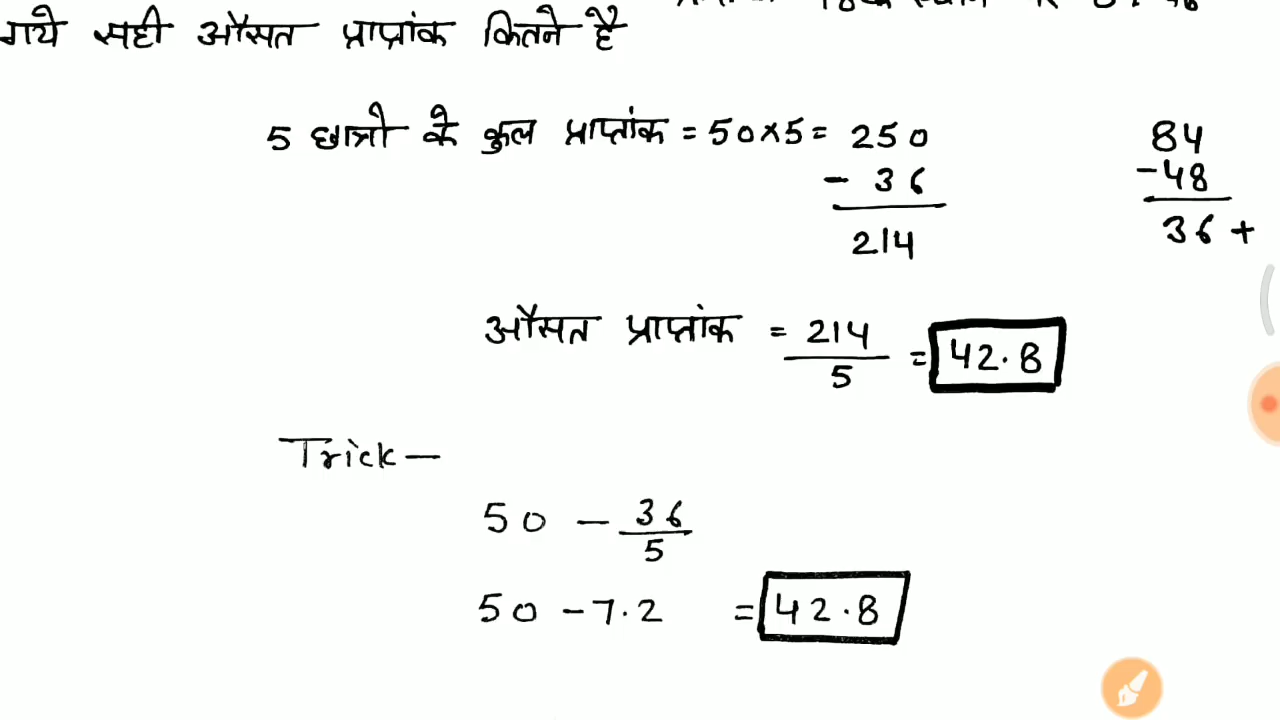 गये सही औसत प्राप्रांक कितने है
5 छात्रो के कुल प्राप्तांक = 50×5 = 250
- 36
214
84
-48
36 +
औसत प्राप्तांक = 214/5 = 42.8
Trick —
50 - 36/5
50 - 7.2 = 42.8